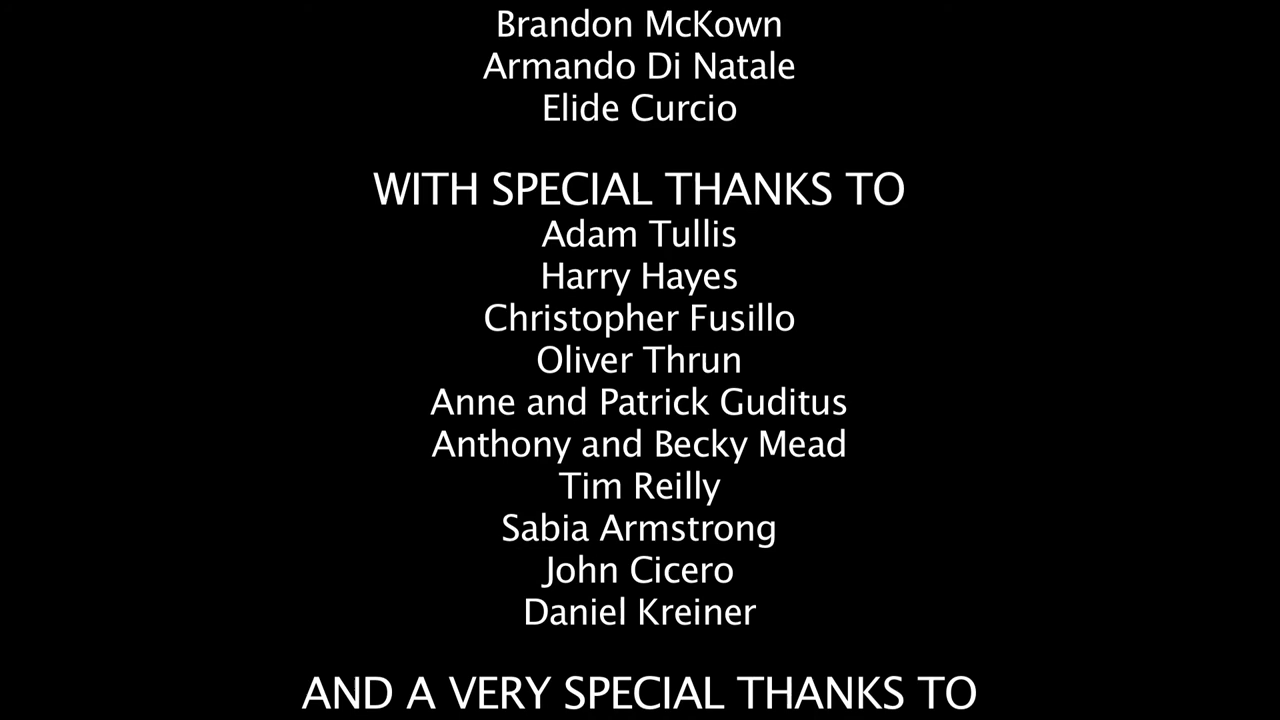 Brandon McKown
Armando Di Natale
Elide Curcio
WITH SPECIAL THANKS TO
Adam Tullis
Harry Hayes
Christopher Fusillo
Oliver Thrun
Anne and Patrick Guditus
Anthony and Becky Mead
Tim Reilly
Sabia Armstrong
John Cicero
Daniel Kreiner
AND A VERY SPECIAL THANKS TO